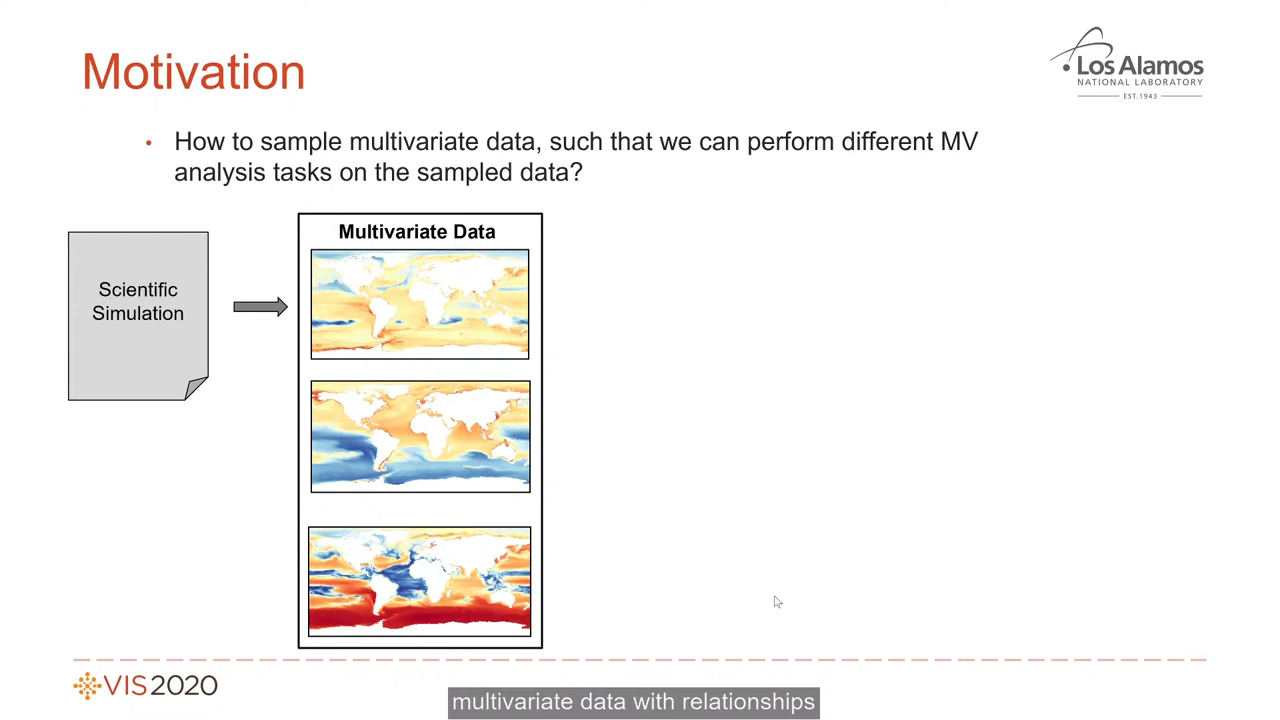 Motivation
Los Alamos
NATIONAL LABORATORY
EST.1943
• How to sample multivariate data, such that we can perform different MV
analysis tasks on the sampled data?
Scientific
Simulation
Multivariate Data
VIS2020
multivariate data with relationships